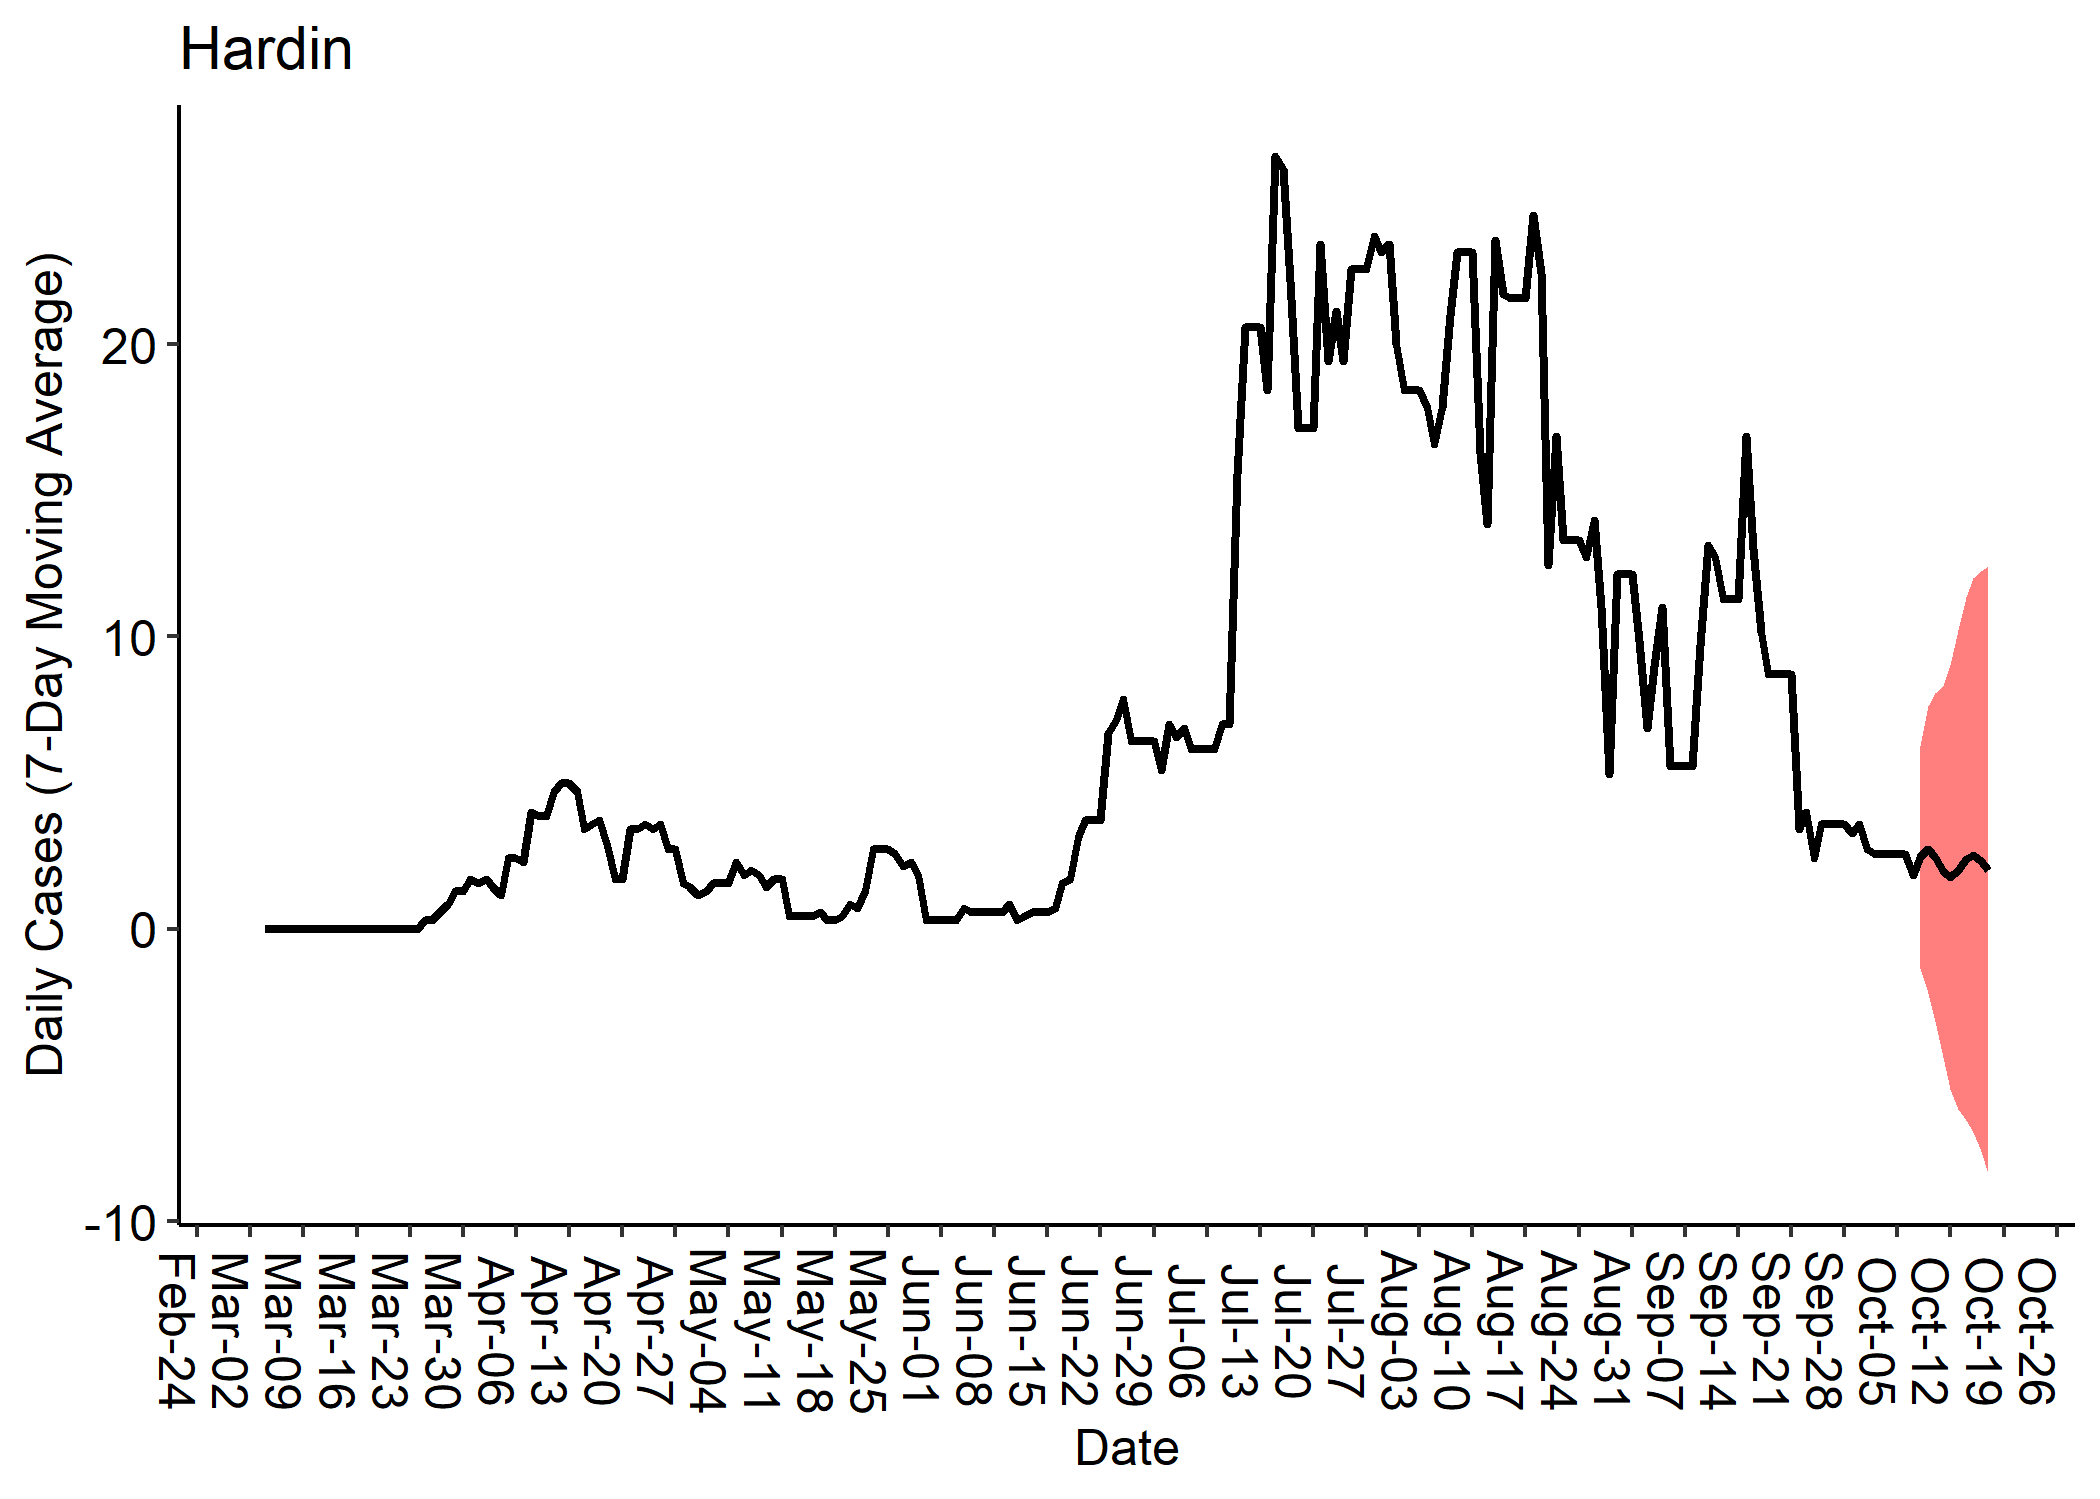 Hardin
Daily Cases (7-Day Moving Average)
20
10
0
-10
Feb-24
Mar-02
Mar-09
Mar-16
Mar-23
Mar-30
Apr-06
Apr-13
Apr-20
Apr-27
May-04
May-11
May-18
May-25
Jun-01
Jun-08
Jun-15
Jun-22
Jun-29
Jul-06
Jul-13
Jul-20
Jul-27
Aug-03
Aug-10
Aug-17
Aug-24
Aug-31
Sep-07
Sep-14
Sep-21
Sep-28
Oct-05
Oct-12
Oct-19
Oct-26
Date